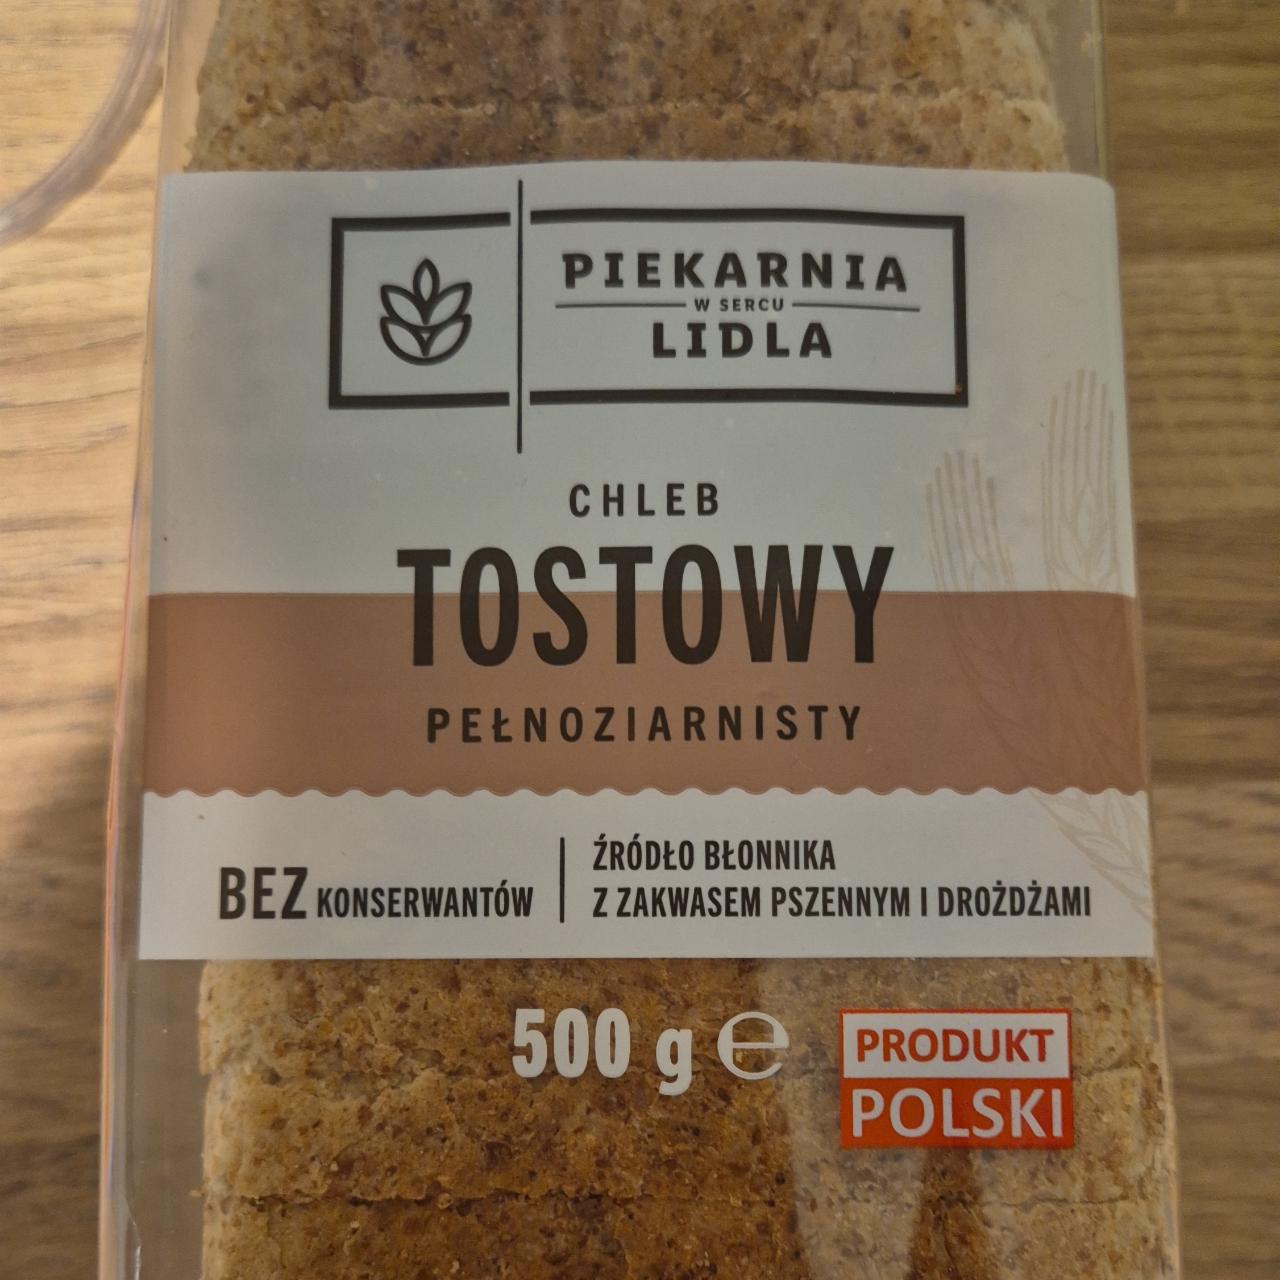 PIEKARNIA
W SERCU
LIDLA
CHLEB
TOSTOWY
PEŁNOZIARNISTY
BEZ KONSERWANTÓW
ŹRÓDŁO BŁONNIKA
Z ZAKWASEM PSZENNYM I DROŻDŻAMI
500 g ℮
PRODUKT
POLSKI